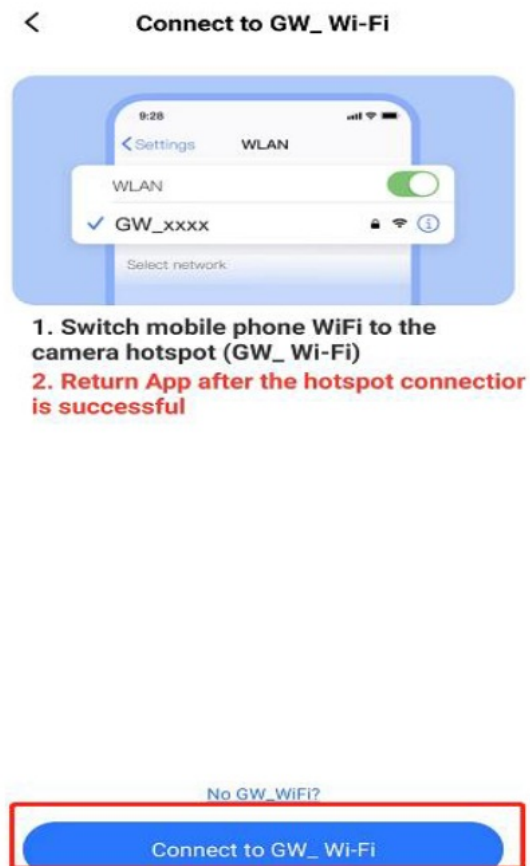 Connect to GW_ Wi-Fi
9:28
Settings WLAN
WLAN
GW_xxxx
Select network
1. Switch mobile phone WiFi to the
camera hotspot (GW_ Wi-Fi)
2. Return App after the hotspot connection
is successful
No GW_WiFi?
Connect to GW_ Wi-Fi